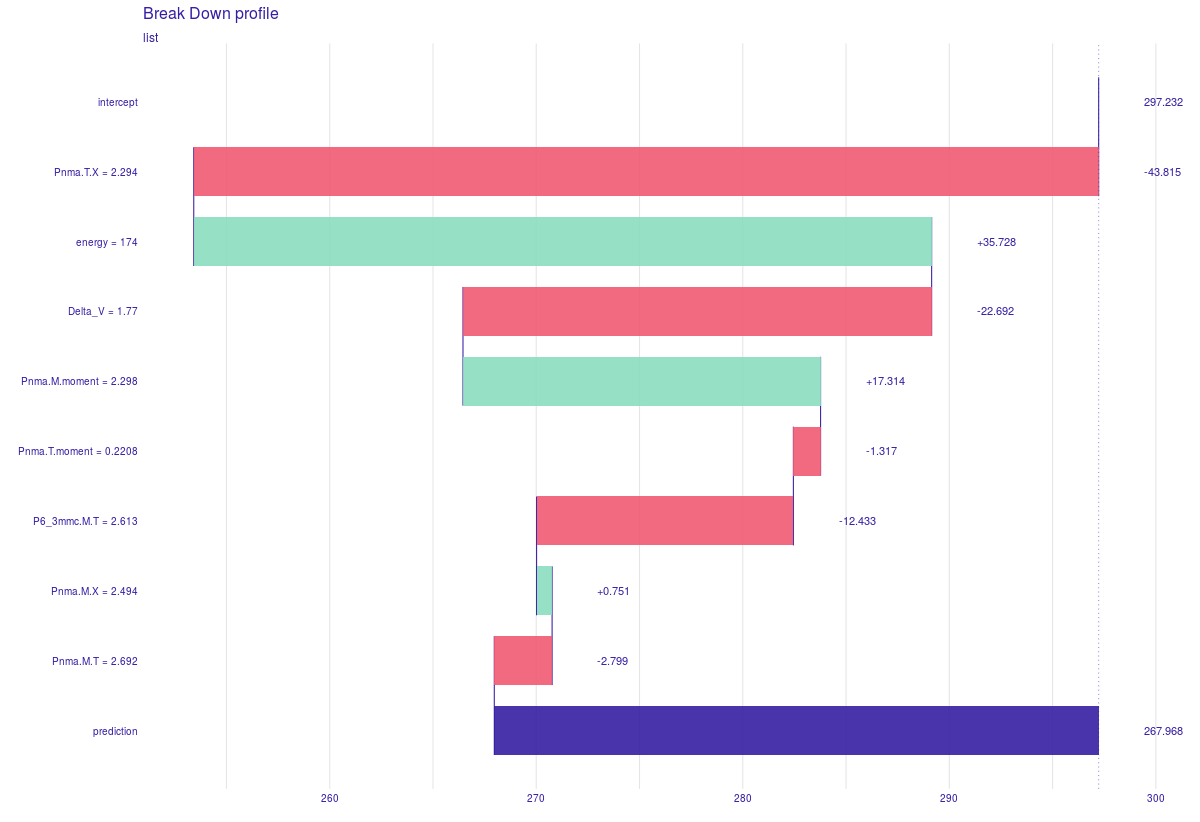 Break Down profile
list
intercept 297.232
Pnma.T.X = 2.294 -43.815
energy = 174 +35.728
Delta_V = 1.77 -22.692
Pnma.M.moment = 2.298 +17.314
Pnma.T.moment = 0.2208 -1.317
P6_3mmc.M.T = 2.613 -12.433
Pnma.M.X = 2.494 +0.751
Pnma.M.T = 2.692 -2.799
prediction 267.968
260 270 280 290 300